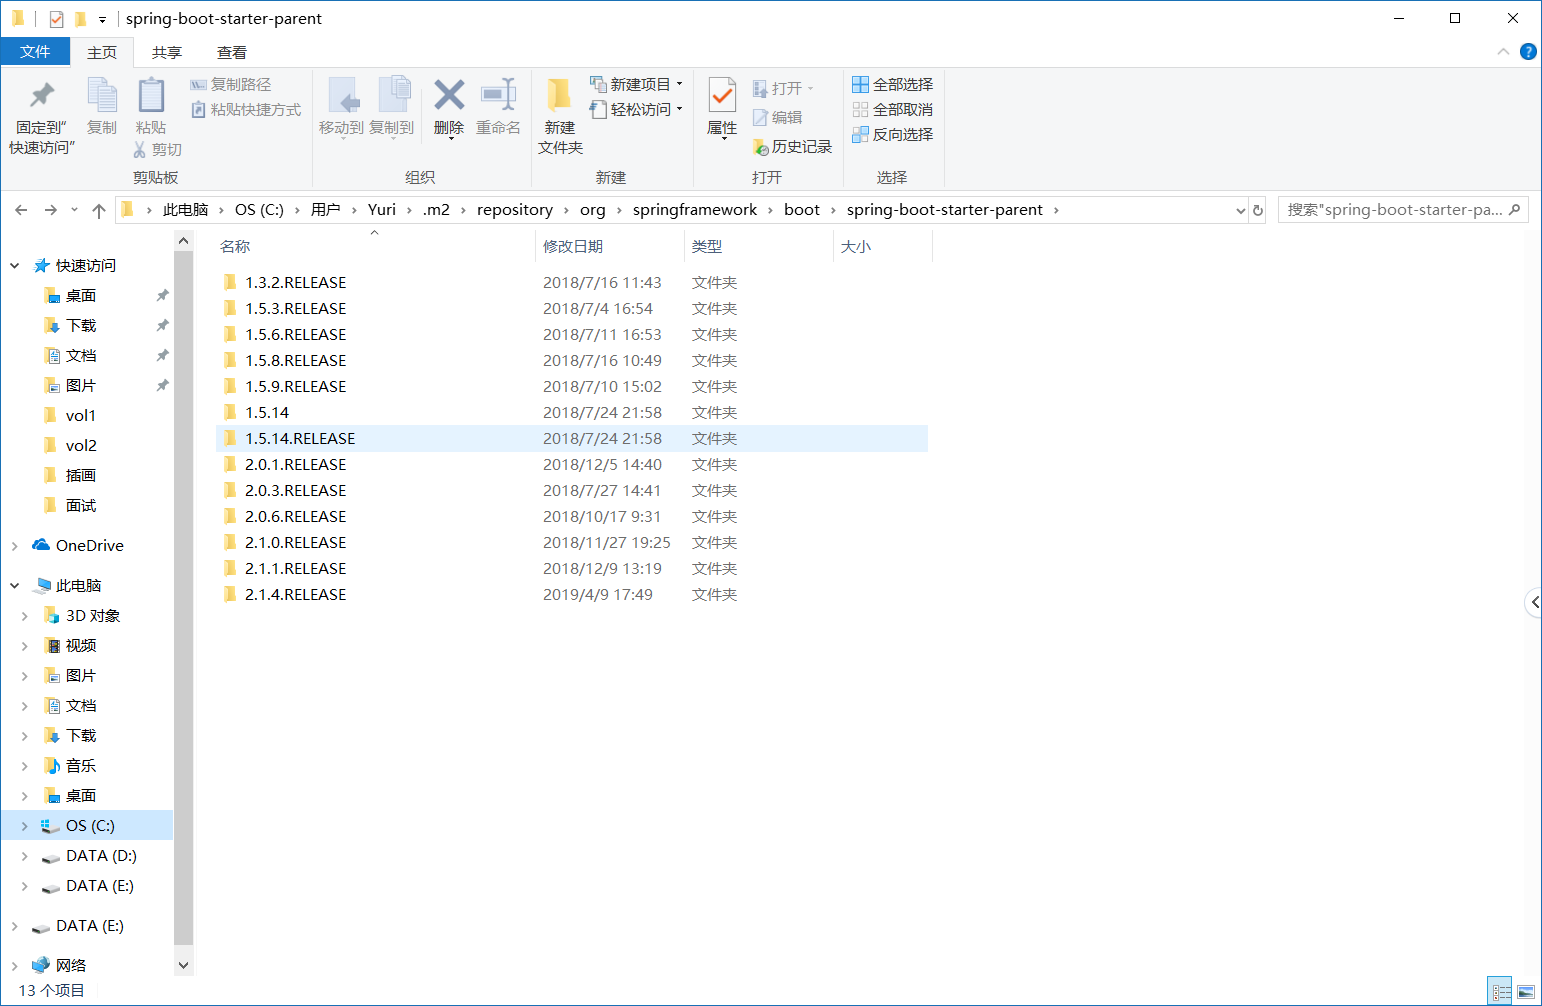 spring-boot-starter-parent
文件 主页 共享 查看
固定到"
快速访问"
复制
粘贴
剪切
复制路径
粘贴快捷方式
剪贴板
移动到
复制到
删除
重命名
组织
新建
文件夹
新建项目
轻松访问
新建
属性
打开
编辑
历史记录
打开
全部选择
全部取消
反向选择
选择
此电脑 › OS (C:) › 用户 › Yuri › .m2 › repository › org › springframework › boot › spring-boot-starter-parent ›
搜索"spring-boot-starter-pa...
快速访问
桌面
下载
文档
图片
vol1
vol2
插画
面试
OneDrive
此电脑
3D 对象
视频
图片
文档
下载
音乐
桌面
OS (C:)
DATA (D:)
DATA (E:)
DATA (E:)
网络
名称 修改日期 类型 大小
1.3.2.RELEASE 2018/7/16 11:43 文件夹
1.5.3.RELEASE 2018/7/4 16:54 文件夹
1.5.6.RELEASE 2018/7/11 16:53 文件夹
1.5.8.RELEASE 2018/7/16 10:49 文件夹
1.5.9.RELEASE 2018/7/10 15:02 文件夹
1.5.14 2018/7/24 21:58 文件夹
1.5.14.RELEASE 2018/7/24 21:58 文件夹
2.0.1.RELEASE 2018/12/5 14:40 文件夹
2.0.3.RELEASE 2018/7/27 14:41 文件夹
2.0.6.RELEASE 2018/10/17 9:31 文件夹
2.1.0.RELEASE 2018/11/27 19:25 文件夹
2.1.1.RELEASE 2018/12/9 13:19 文件夹
2.1.4.RELEASE 2019/4/9 17:49 文件夹
13 个项目